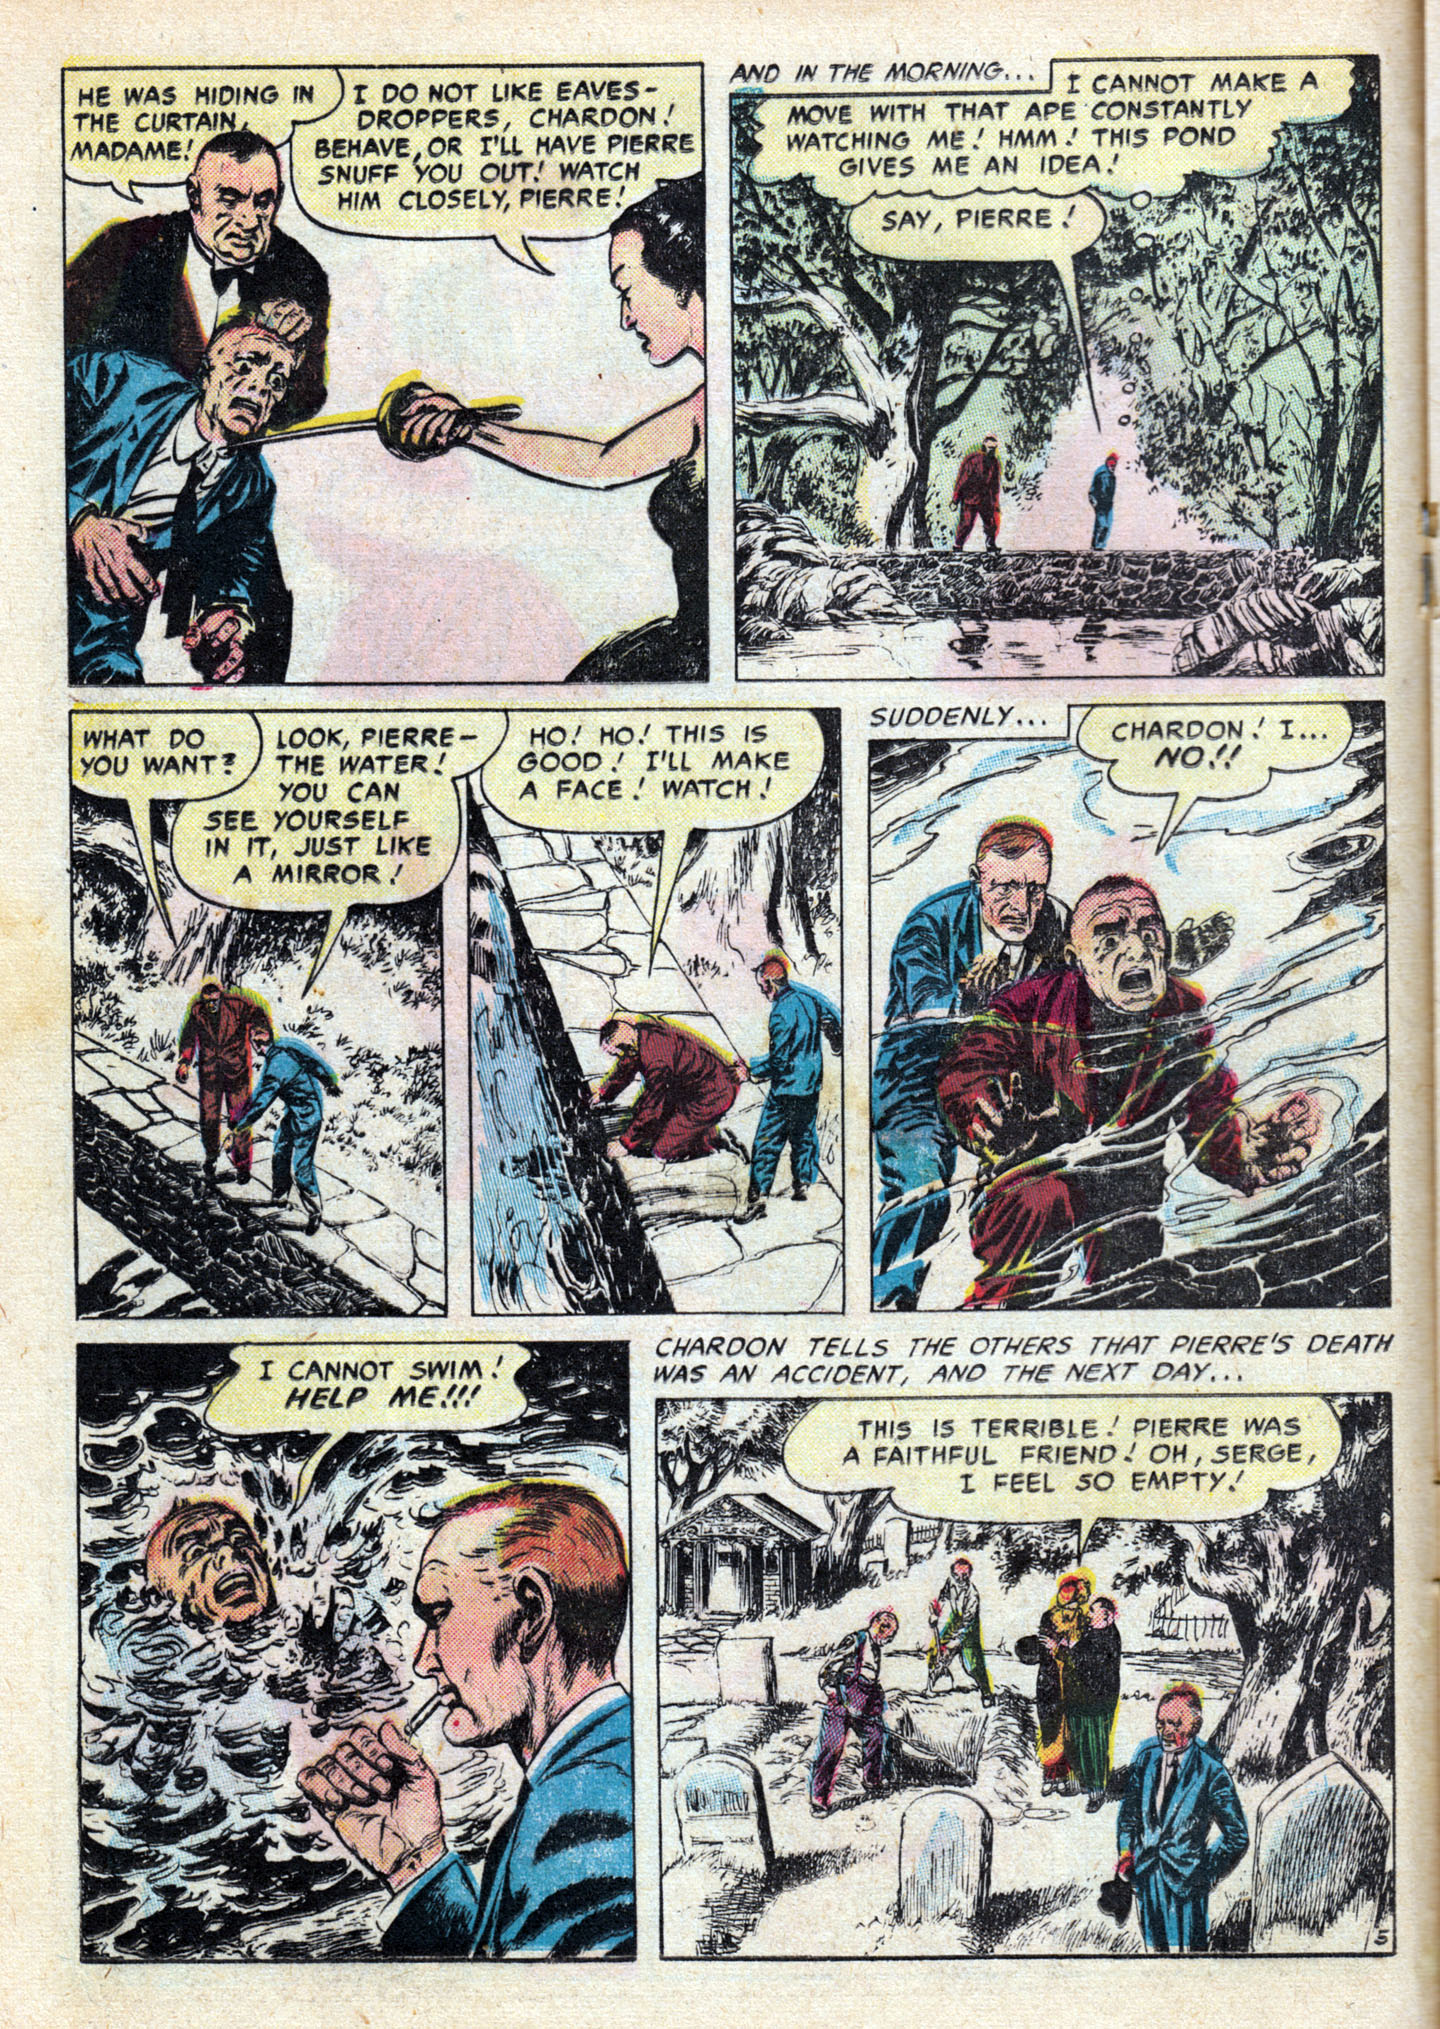 HE WAS HIDING IN
THE CURTAIN,
MADAME!
I DO NOT LIKE EAVES-
DROPPERS, CHARDON!
BEHAVE, OR I'LL HAVE PIERRE
SNUFF YOU OUT! WATCH
HIM CLOSELY, PIERRE!
AND IN THE MORNING...
I CANNOT MAKE A
MOVE WITH THAT APE CONSTANTLY
WATCHING ME! HMM! THIS POND
GIVES ME AN IDEA!
SAY, PIERRE!
WHAT DO
YOU WANT?
LOOK, PIERRE-
THE WATER!
YOU CAN
SEE YOURSELF
IN IT, JUST LIKE
A MIRROR!
HO! HO! THIS IS
GOOD! I'LL MAKE
A FACE! WATCH!
SUDDENLY...
CHARDON! I...
NO!!
I CANNOT SWIM!
HELP ME!!!
CHARDON TELLS THE OTHERS THAT PIERRE'S DEATH
WAS AN ACCIDENT, AND THE NEXT DAY...
THIS IS TERRIBLE! PIERRE WAS
A FAITHFUL FRIEND! OH, SERGE,
I FEEL SO EMPTY!
5